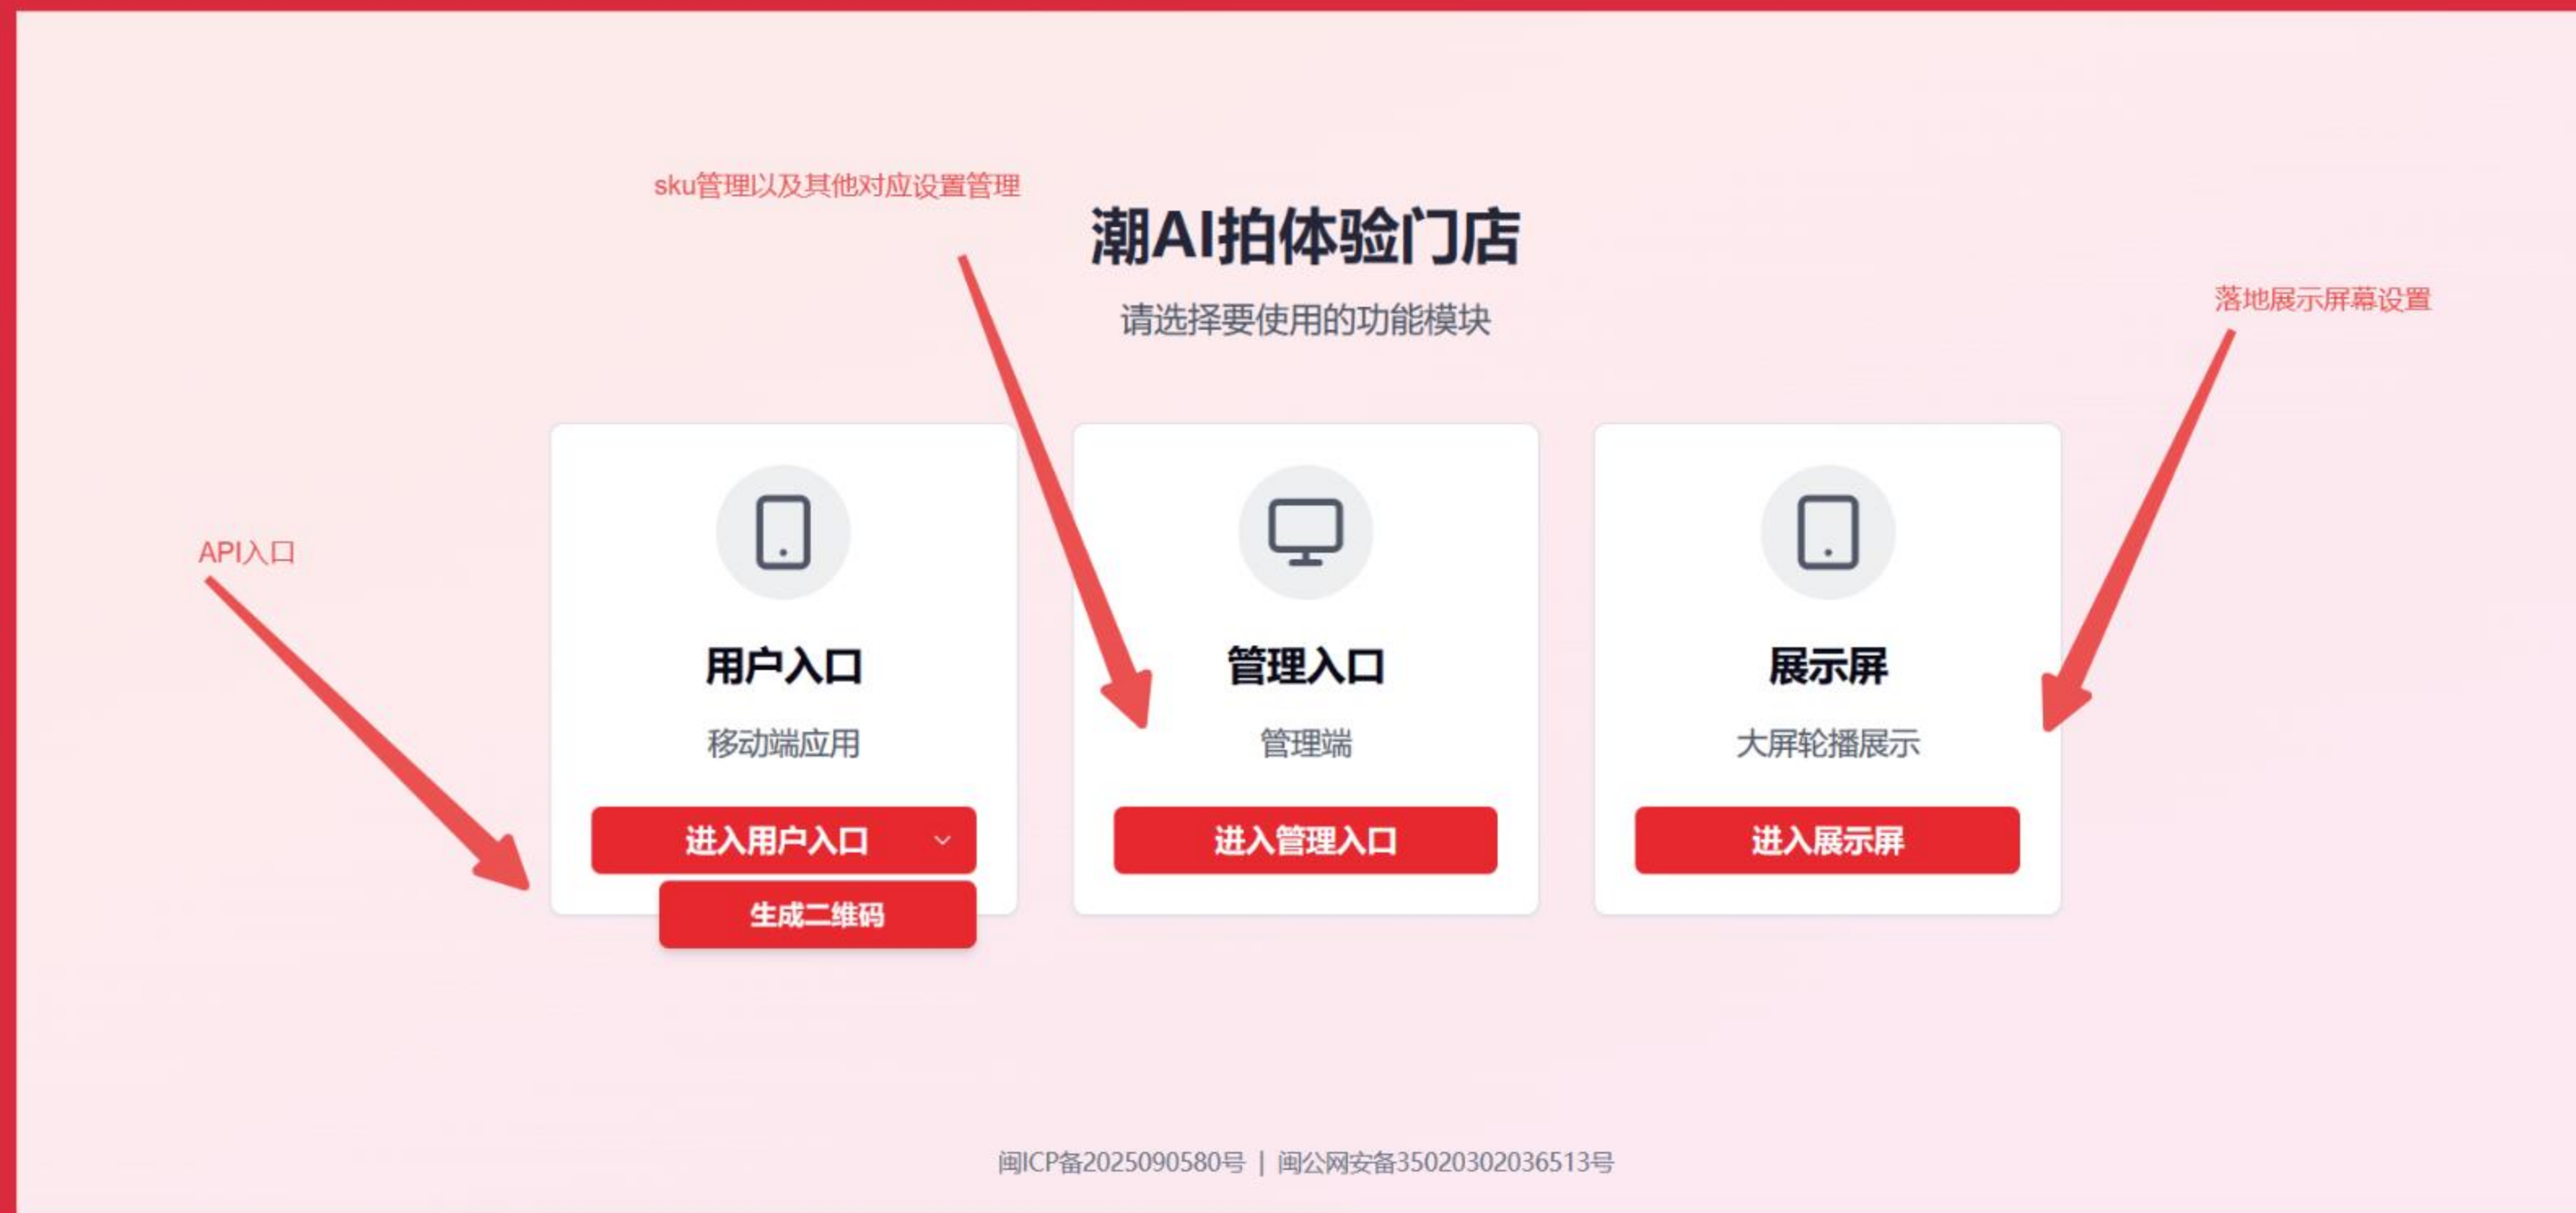 sku管理以及其他对应设置管理
潮AI拍体验门店
请选择要使用的功能模块
落地展示屏幕设置
API入口
用户入口
移动端应用
进入用户入口
生成二维码
管理入口
管理端
进入管理入口
展示屏
大屏轮播展示
进入展示屏
闽ICP备2025090580号 | 闽公网安备35020302036513号